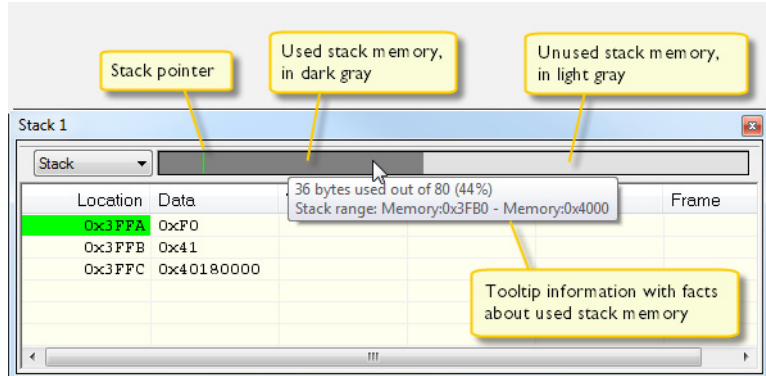 Stack pointer
Used stack memory,
in dark gray
Unused stack memory,
in light gray
Stack 1
Stack
36 bytes used out of 80 (44%)
Stack range: Memory:0x3FB0 - Memory:0x4000
Location Data Frame
0x3FFA 0xF0
0x3FFB 0x41
0x3FFC 0x40180000
Tooltip information with facts
about used stack memory